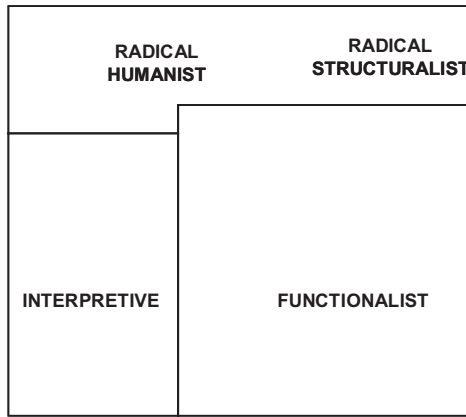 RADICAL
HUMANIST
RADICAL
STRUCTURALIST
INTERPRETIVE
FUNCTIONALIST